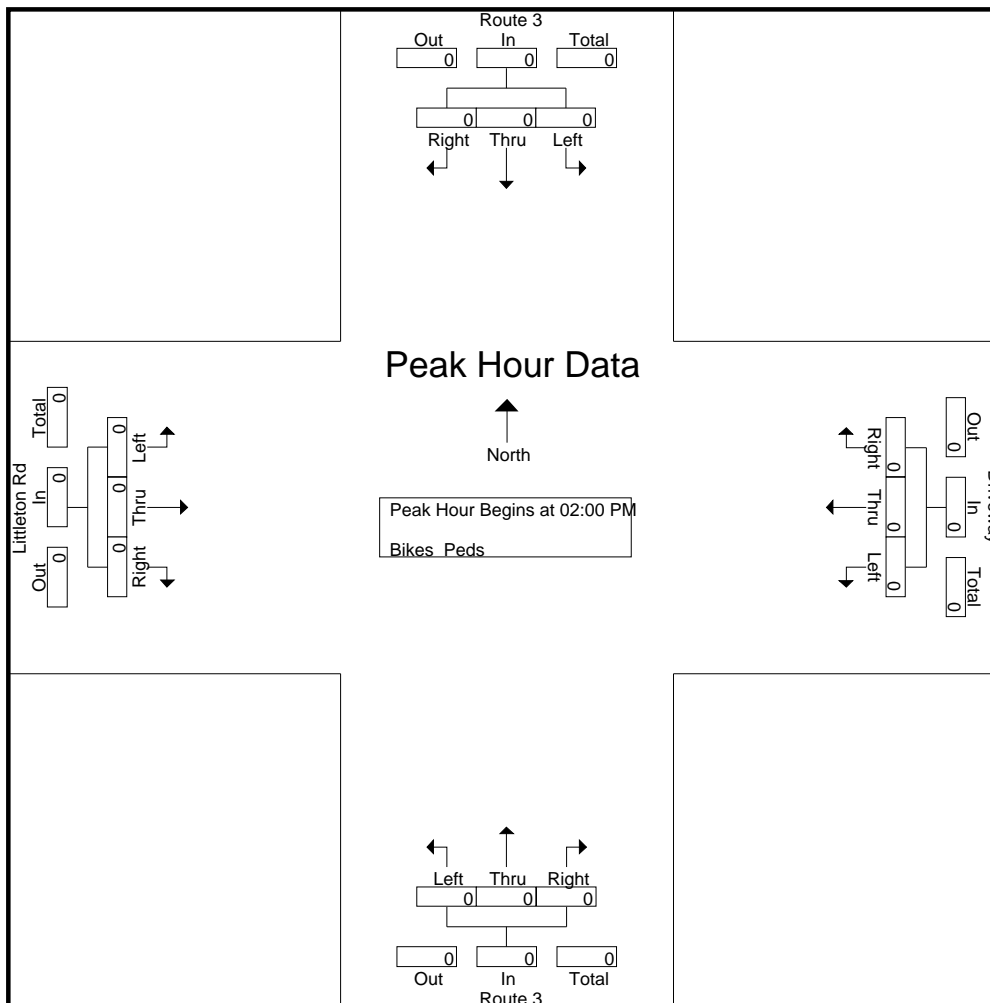 Route 3
Out In Total
0 0 0
0 0 0
Right Thru Left
Peak Hour Data
North
Peak Hour Begins at 02:00 PM
Bikes Peds
Littleton Rd
Total In Out
0 0 0
0 0 0
Left Thru Right
Right Thru Left
0 0 0
0 0 0
Out In Total
Left Thru Right
0 0 0
0 0 0
Out In Total
Route 3